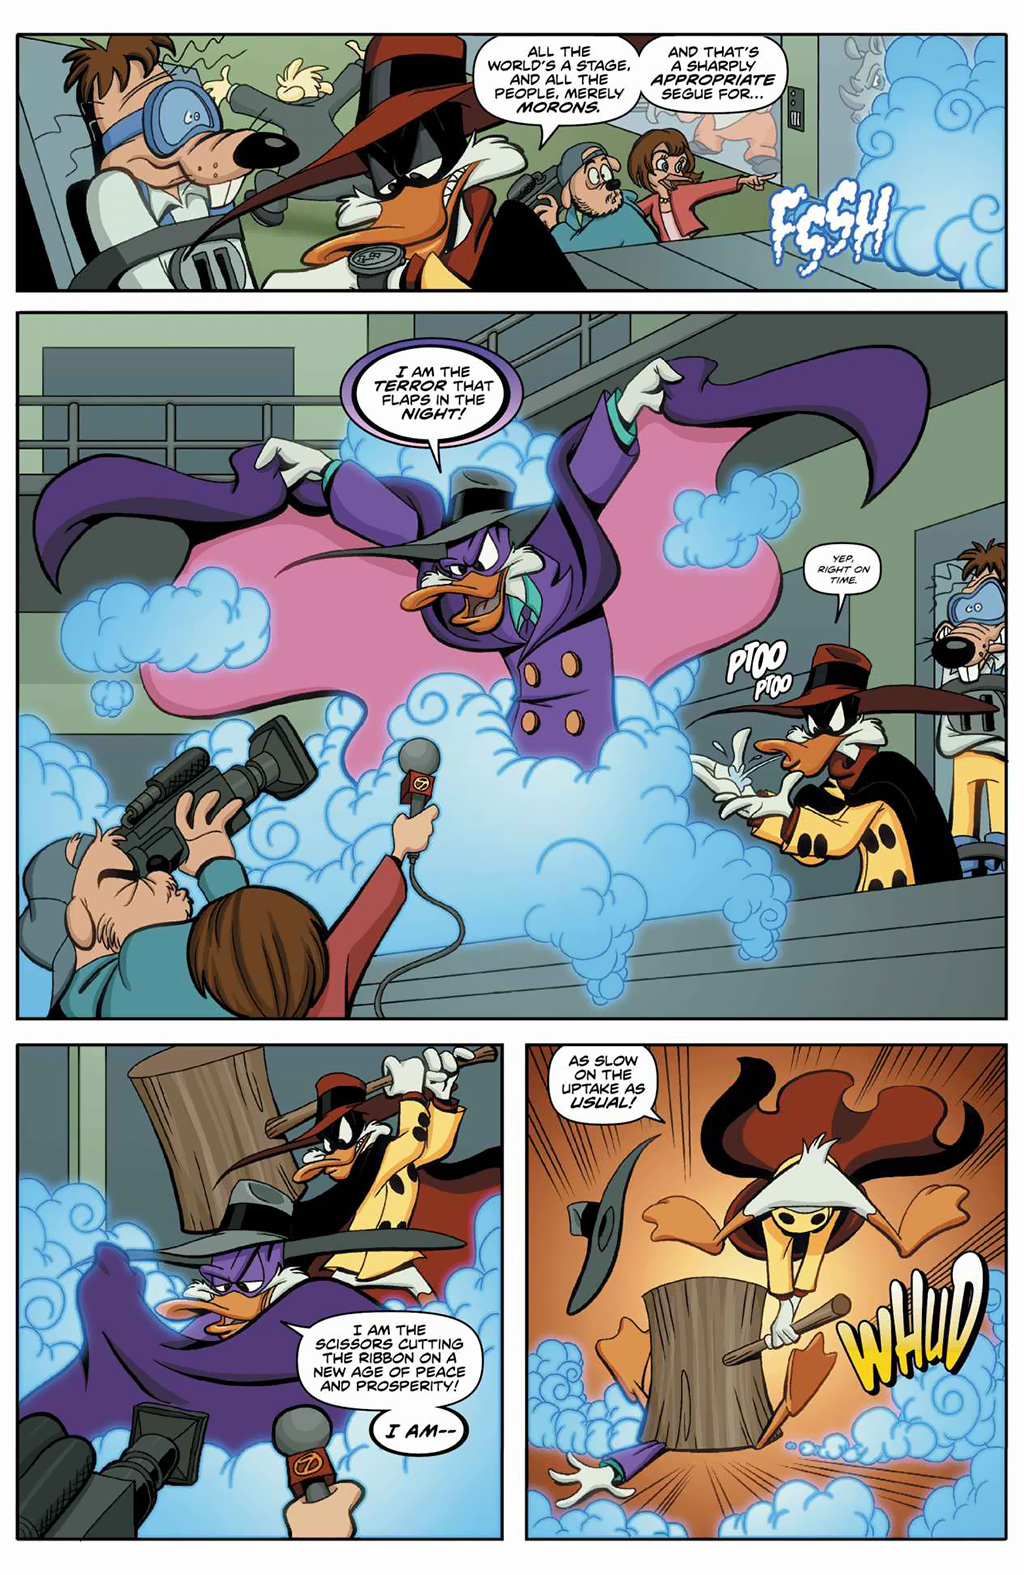 ALL THE
WORLD'S A STAGE,
AND ALL THE
PEOPLE, MERELY
MORONS.
AND THAT'S
A SHARPLY
APPROPRIATE
SEGUE FOR...
FSSH
I AM THE
TERROR THAT
FLAPS IN THE
NIGHT!
YEP,
RIGHT ON
TIME.
PTOO
PTOO
7
I AM THE
SCISSORS CUTTING
THE RIBBON ON A
NEW AGE OF PEACE
AND PROSPERITY!
I AM--
7
AS SLOW
ON THE
UPTAKE AS
USUAL!
WHUD